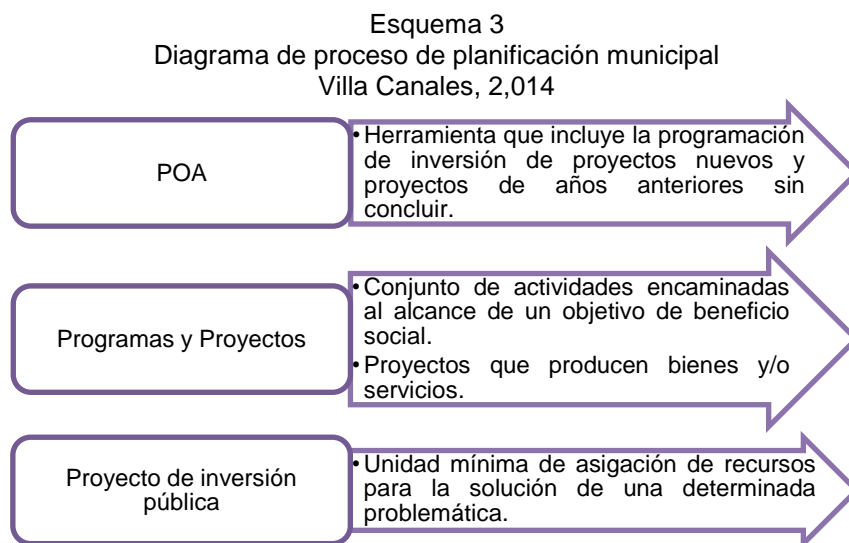 Esquema 3
Diagrama de proceso de planificación municipal
Villa Canales, 2,014
POA
• Herramienta que incluye la programación
de inversión de proyectos nuevos y
proyectos de años anteriores sin
concluir.
Programas y Proyectos
• Conjunto de actividades encaminadas
al alcance de un objetivo de beneficio
social.
• Proyectos que producen bienes y/o
servicios.
Proyecto de inversión
pública
• Unidad mínima de asigación de recursos
para la solución de una determinada
problemática.